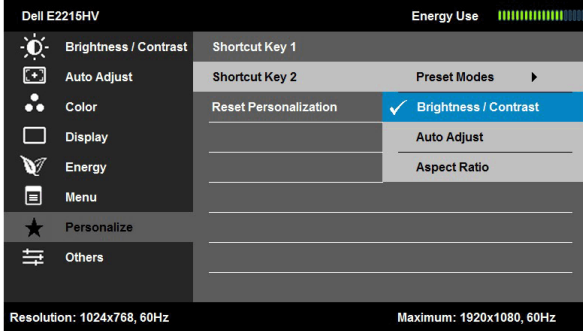 Dell E2215HV Energy Use
Brightness / Contrast Shortcut Key 1
Auto Adjust Shortcut Key 2 Preset Modes
Color Reset Personalization Brightness / Contrast
Display Auto Adjust
Energy Aspect Ratio
Menu
Personalize
Others
Resolution: 1024x768, 60Hz Maximum: 1920x1080, 60Hz